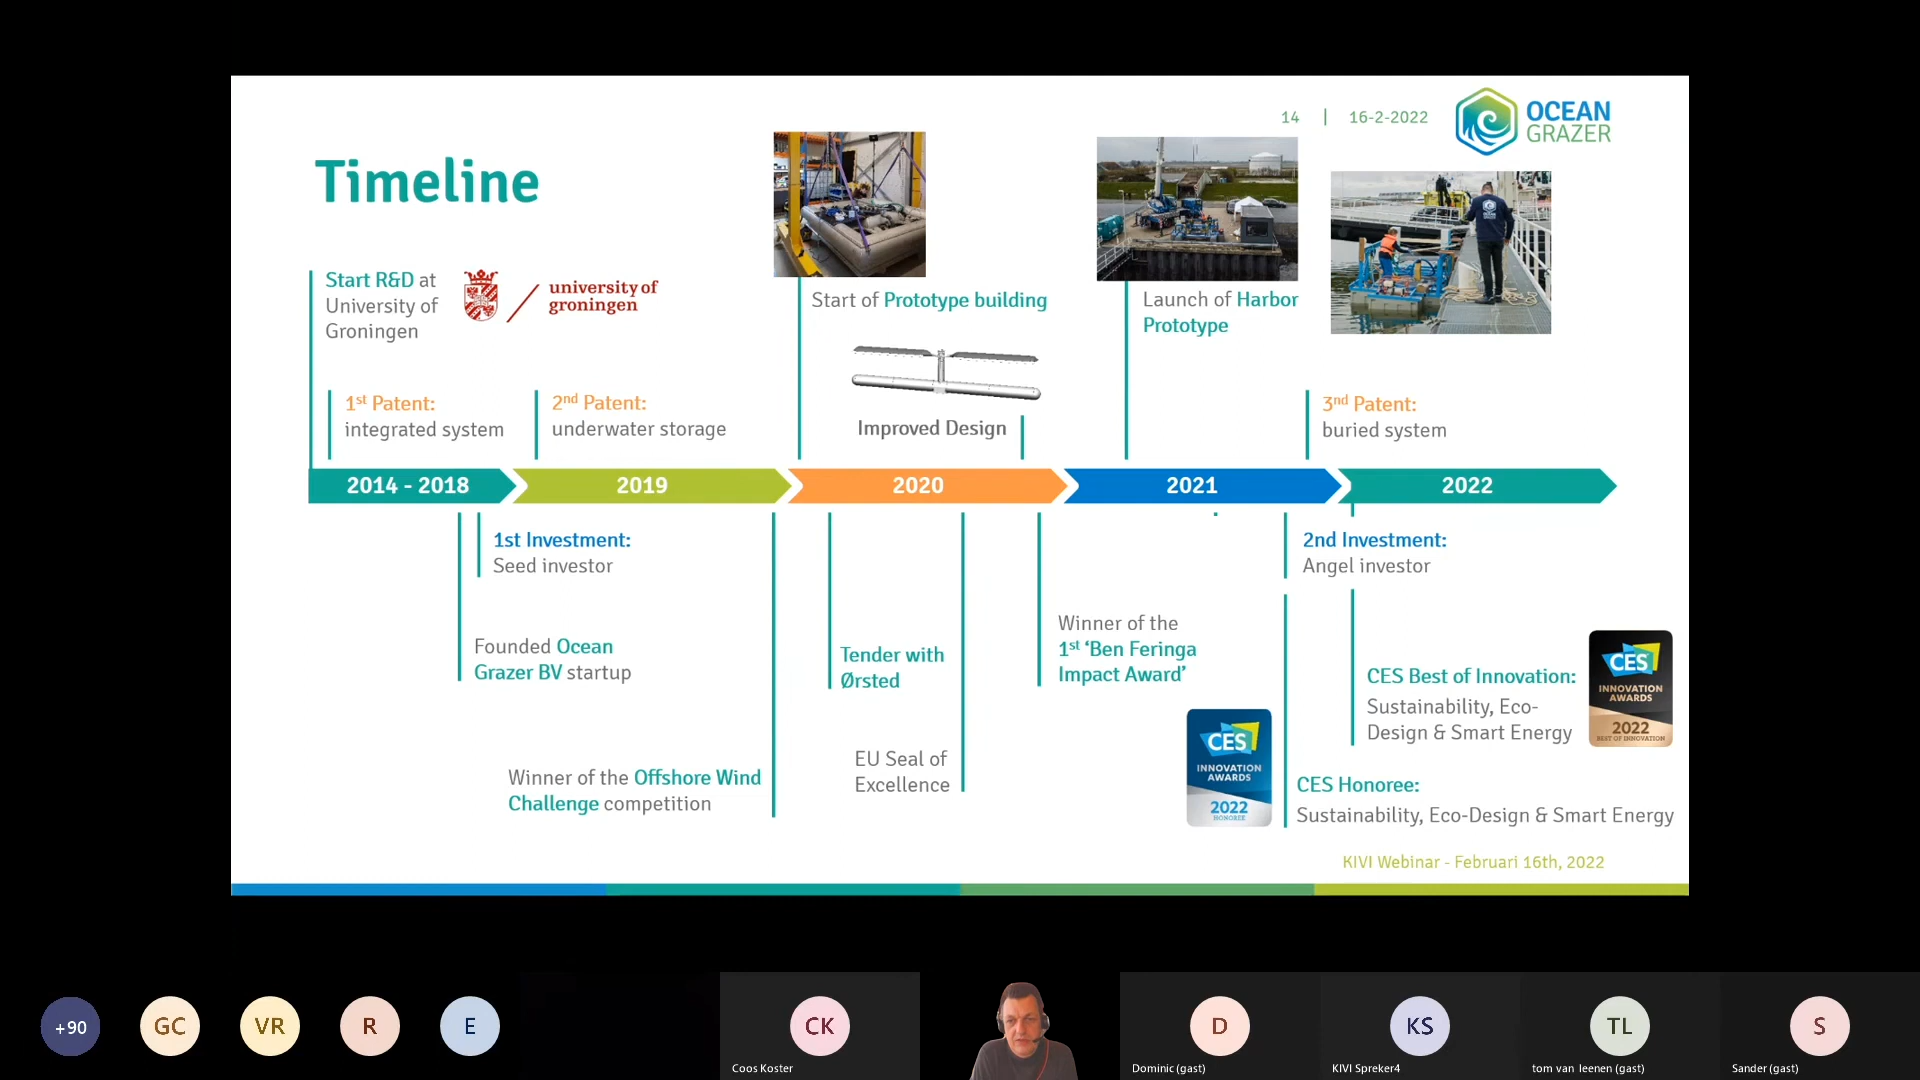 14 | 16-2-2022
OCEAN
GRAZER
Timeline
Start R&D at
University of
Groningen
university of
groningen
Start of Prototype building
Launch of Harbor
Prototype
1st Patent:
integrated system
2nd Patent:
underwater storage
Improved Design
3nd Patent:
buried system
2014 - 2018
2019
2020
2021
2022
1st Investment:
Seed investor
2nd Investment:
Angel investor
Founded Ocean
Grazer BV startup
Tender with
Ørsted
Winner of the
1st ‘Ben Feringa
Impact Award’
CES Best of Innovation:
Sustainability, Eco-
Design & Smart Energy
CES
INNOVATION
AWARDS
2022
BEST OF INNOVATION
Winner of the Offshore Wind
Challenge competition
EU Seal of
Excellence
CES
INNOVATION
AWARDS
2022
HONOREE
CES Honoree:
Sustainability, Eco-Design & Smart Energy
KIVI Webinar - Februari 16th, 2022
+90
GC
VR
R
E
CK
Coos Koster
D
Dominic (gast)
KS
KIVI Spreker4
TL
tom van leenen (gast)
S
Sander (gast)